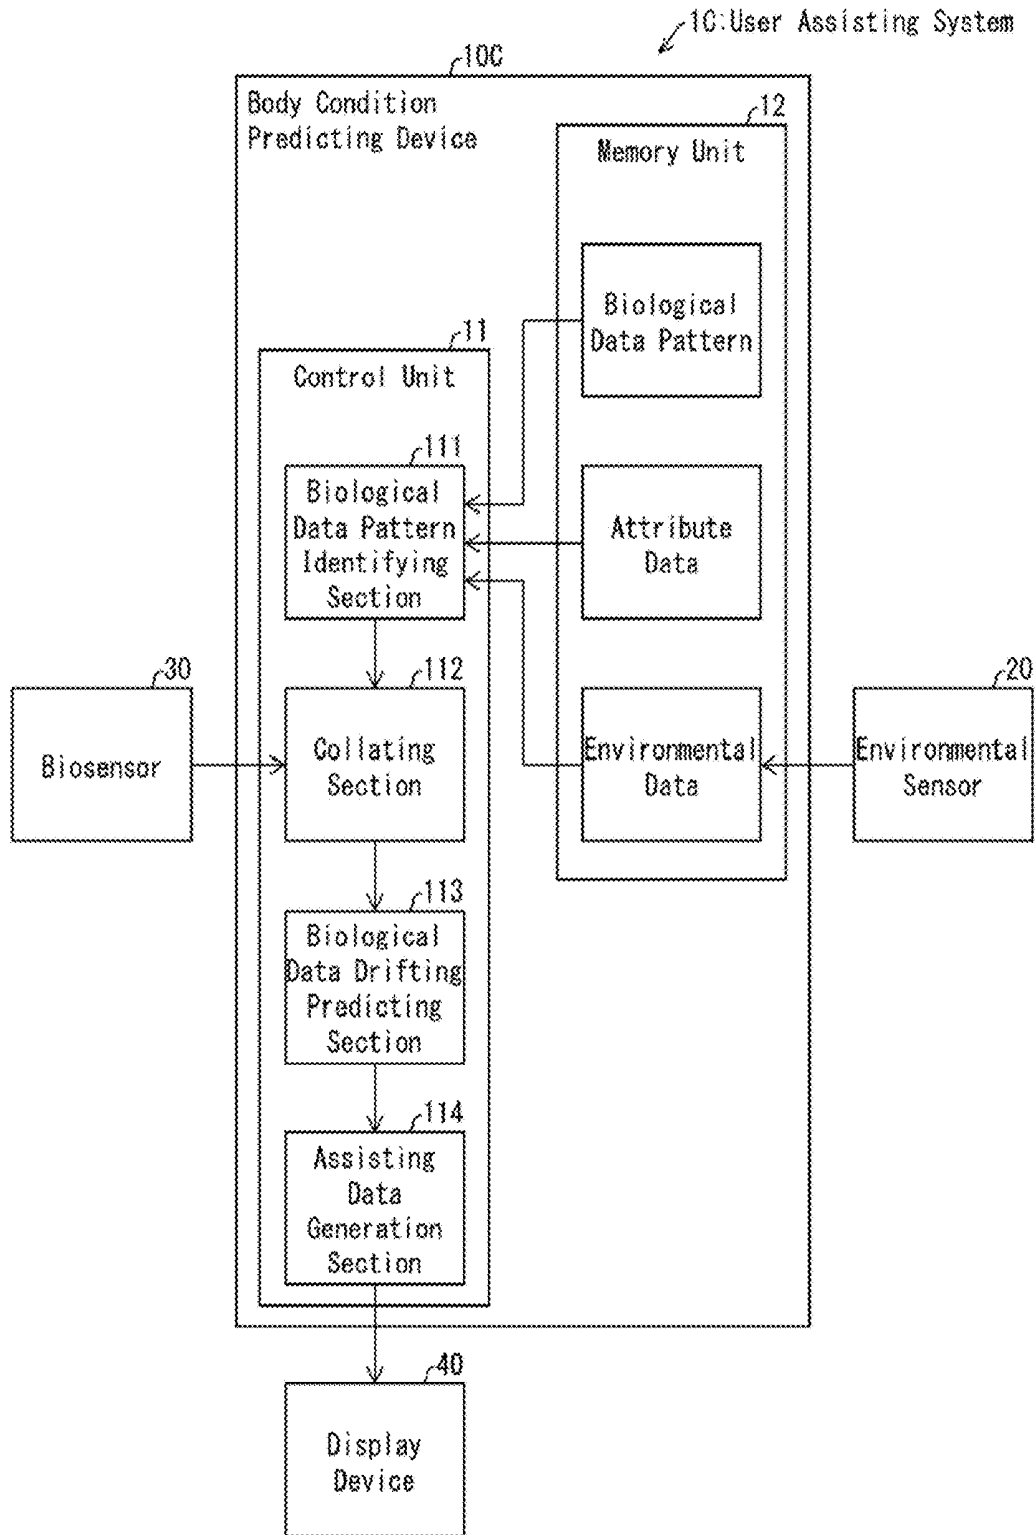 1C:User Assisting System
10C
Body Condition
Predicting Device
12
Memory Unit
Biological
Data Pattern
11
Control Unit
111
Biological
Data Pattern
Identifying
Section
Attribute
Data
30
Biosensor
112
Collating
Section
Environmental
Data
20
Environmental
Sensor
113
Biological
Data Drifting
Predicting
Section
114
Assisting
Data
Generation
Section
40
Display
Device